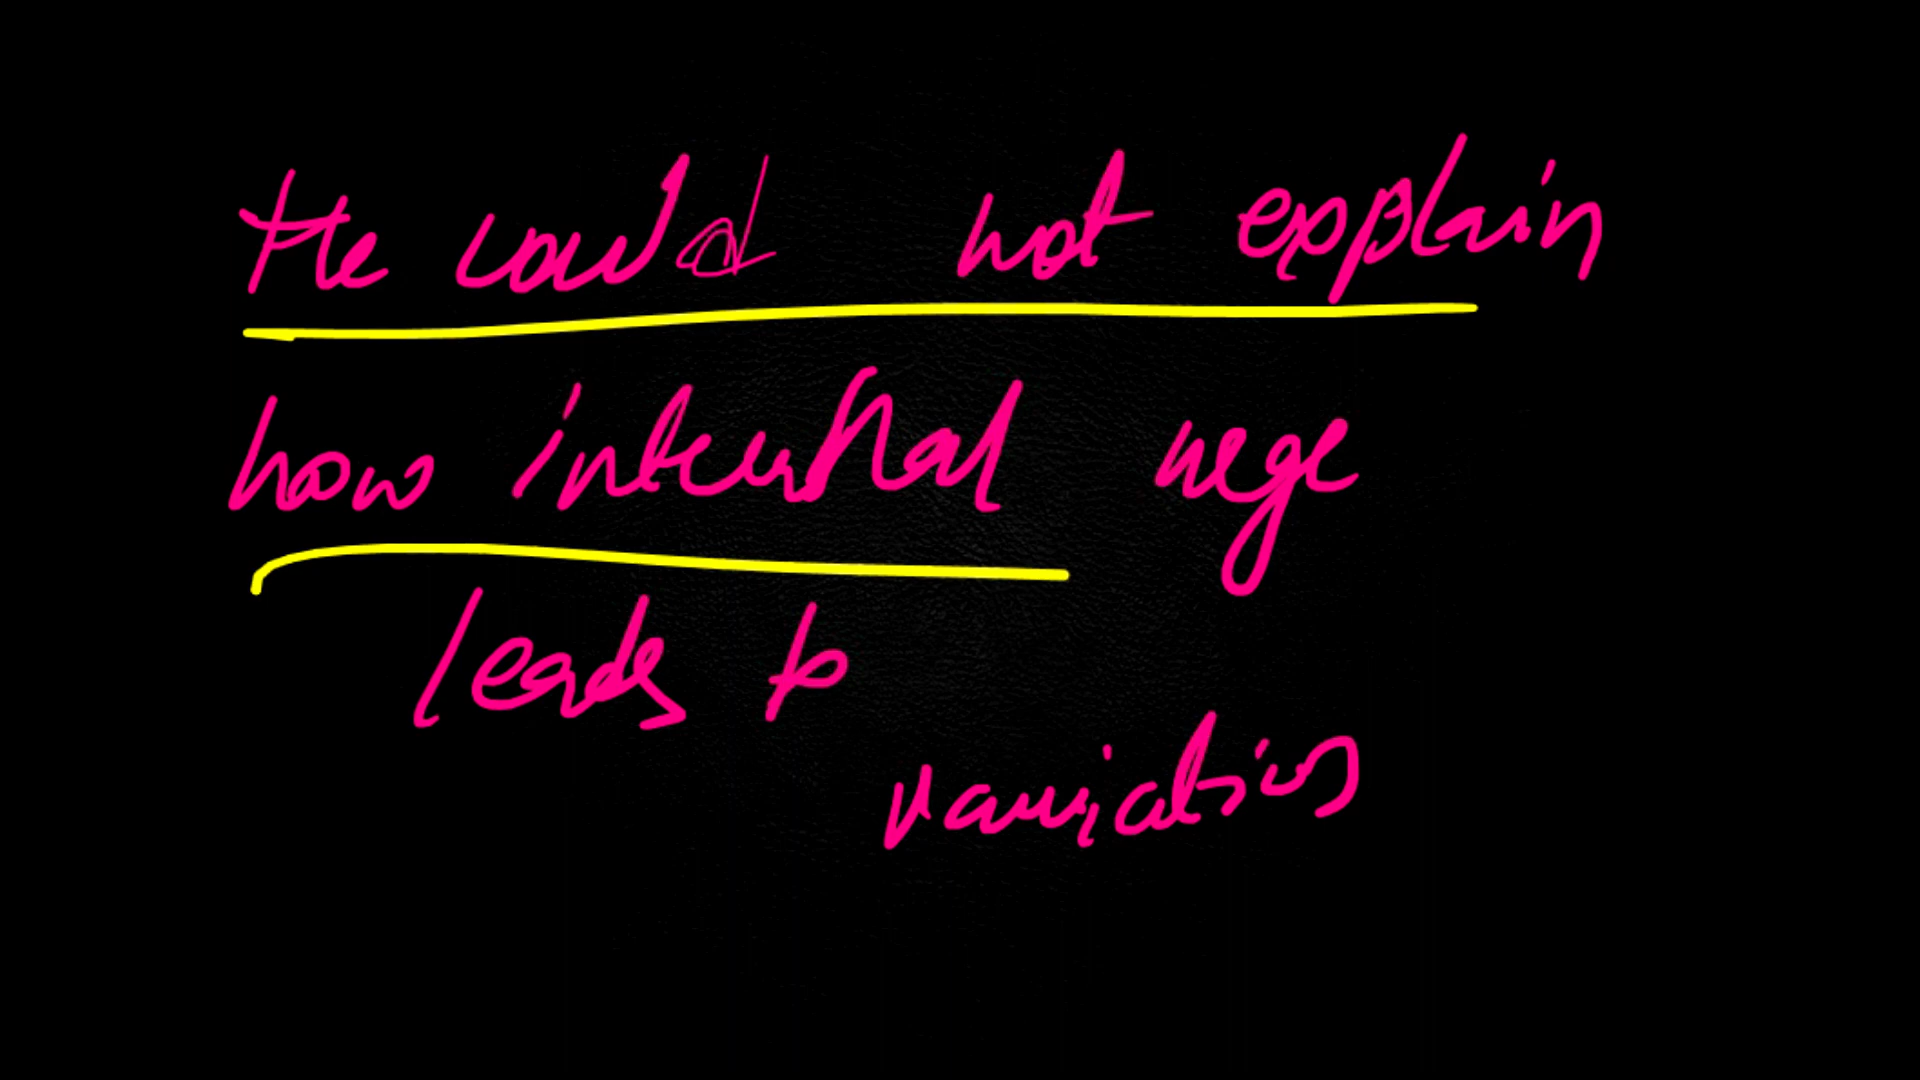 He could not explain
how internal urge
leads to
variations